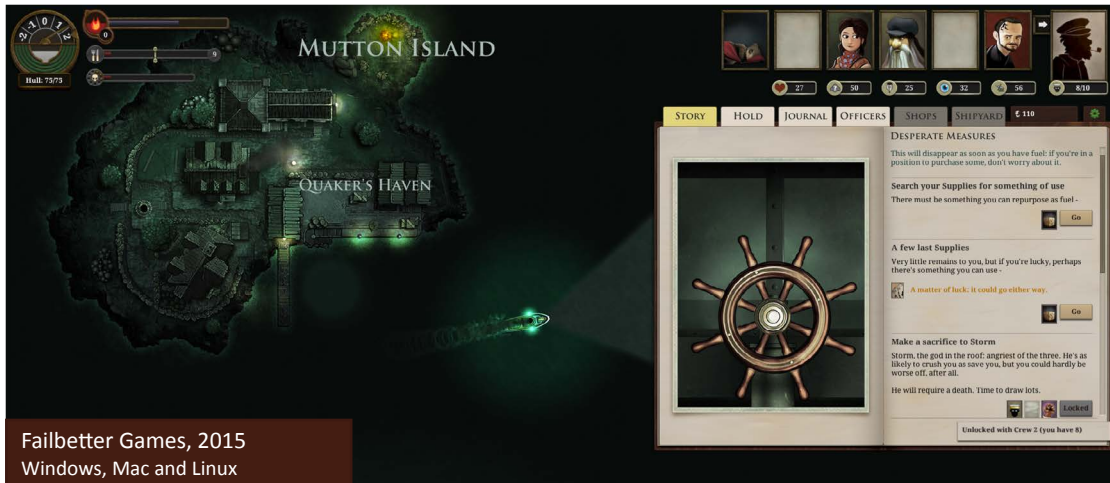 -2 -1 0 1 2
Hull: 75/75
0
9
MUTTON ISLAND
QUAKER'S HAVEN
27
50
25
32
56
8/10
STORY
HOLD
JOURNAL
OFFICERS
SHOPS
SHIPYARD
110
DESPERATE MEASURES
This will disappear as soon as you have fuel: if you're in a
position to purchase some, don't worry about it.
Search your Supplies for something of use
There must be something you can repurpose as fuel -
Go
A few last Supplies
Very little remains to you, but if you're lucky, perhaps
there's something you can use -
A matter of luck: it could go either way.
Go
Make a sacrifice to Storm
Storm, the god in the roof: angriest of the three. He's as
likely to crush you as save you, but you could hardly be
worse off, after all.
He will require a death. Time to draw lots.
Locked
Unlocked with Crew 2 (you have 8)
Failbetter Games, 2015
Windows, Mac and Linux